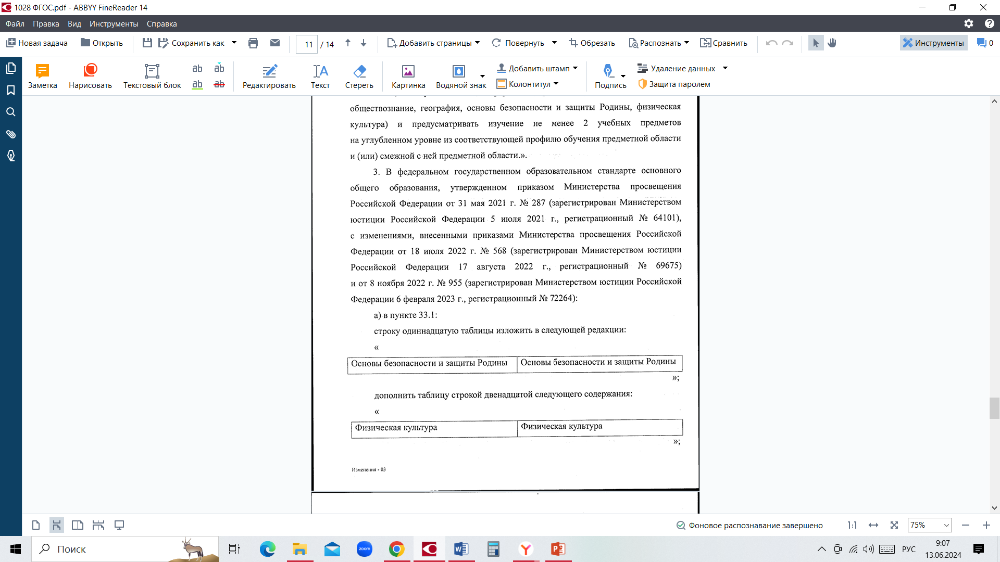 1028 ФГОС.pdf - ABBYY FineReader 14
Файл Правка Вид Инструменты Справка
Новая задача Открыть Сохранить как 11 / 14 Добавить страницы Повернуть Обрезать Распознать Сравнить Инструменты 0
Заметка Нарисовать Текстовый блок ab ab ab ab Редактировать Текст Стереть Картинка Водяной знак Добавить штамп Колонтитул Подпись Удаление данных Защита паролем
обществознание, география, основы безопасности и защиты Родины, физическая
культура) и предусматривать изучение не менее 2 учебных предметов
на углубленном уровне из соответствующей профилю обучения предметной области
и (или) смежной с ней предметной области.».
3. В федеральном государственном образовательном стандарте основного
общего образования, утвержденном приказом Министерства просвещения
Российской Федерации от 31 мая 2021 г. № 287 (зарегистрирован Министерством
юстиции Российской Федерации 5 июля 2021 г., регистрационный № 64101),
с изменениями, внесенными приказами Министерства просвещения Российской
Федерации от 18 июля 2022 г. № 568 (зарегистрирован Министерством юстиции
Российской Федерации 17 августа 2022 г., регистрационный № 69675)
и от 8 ноября 2022 г. № 955 (зарегистрирован Министерством юстиции Российской
Федерации 6 февраля 2023 г., регистрационный № 72264):
а) в пункте 33.1:
строку одиннадцатую таблицы изложить в следующей редакции:
«
Основы безопасности и защиты Родины Основы безопасности и защиты Родины
»;
дополнить таблицу строкой двенадцатой следующего содержания:
«
Физическая культура Физическая культура
»;
Изменения - 03
Фоновое распознавание завершено 1:1 75%
Поиск zoom РУС 9:07
13.06.2024